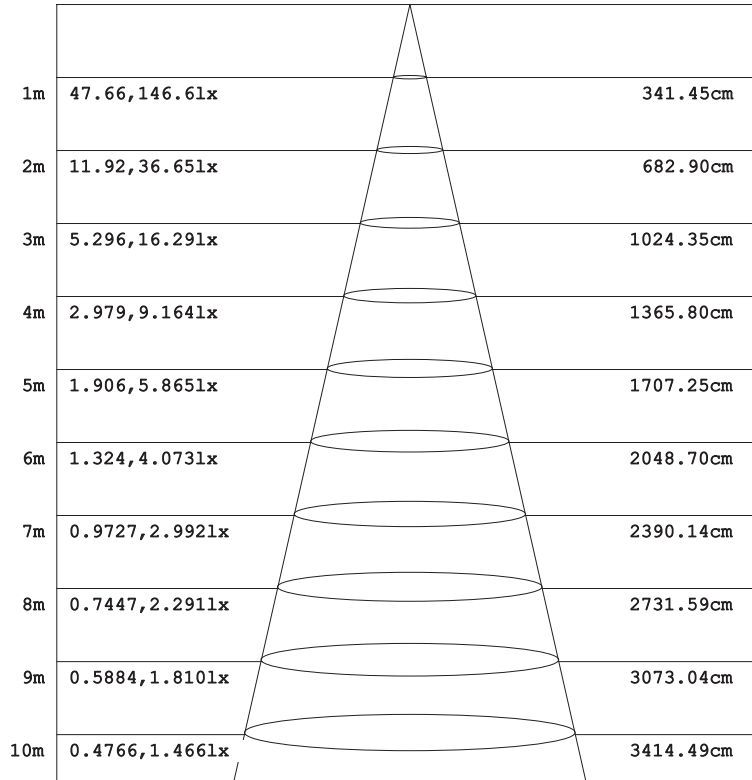 1m 47.66,146.6lx 341.45cm
2m 11.92,36.65lx 682.90cm
3m 5.296,16.29lx 1024.35cm
4m 2.979,9.164lx 1365.80cm
5m 1.906,5.865lx 1707.25cm
6m 1.324,4.073lx 2048.70cm
7m 0.9727,2.992lx 2390.14cm
8m 0.7447,2.291lx 2731.59cm
9m 0.5884,1.810lx 3073.04cm
10m 0.4766,1.466lx 3414.49cm